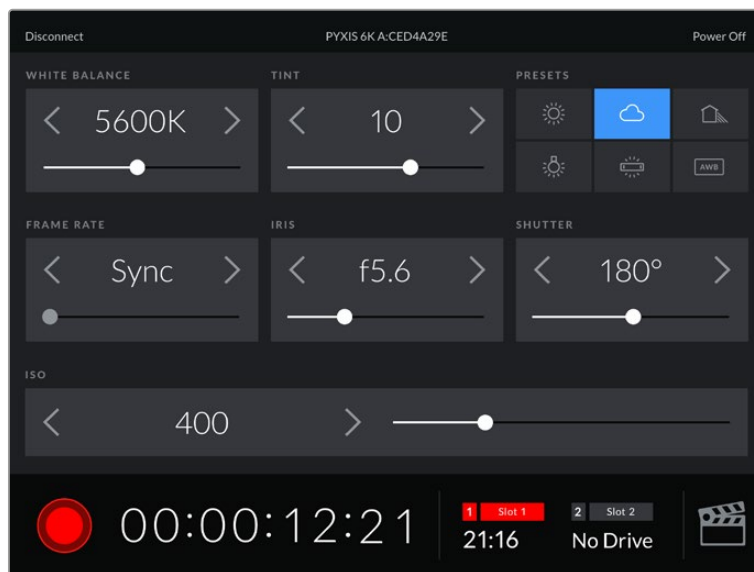 Disconnect PYXIS 6K A:CED4A29E Power Off
WHITE BALANCE TINT PRESETS
5600K 10
AWB
FRAME RATE IRIS SHUTTER
Sync f5.6 180°
ISO
400
00:00:12:21
1 Slot 1 2 Slot 2
21:16 No Drive